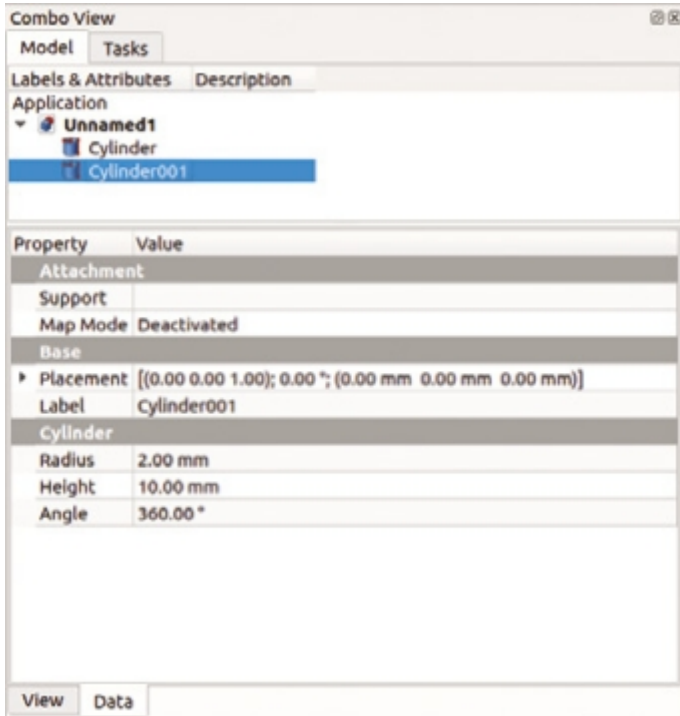 Combo View
Model Tasks
Labels & Attributes Description
Application
Unnamed1
Cylinder
Cylinder001
Property Value
Attachment
Support
Map Mode Deactivated
Base
Placement [(0.00 0.00 1.00); 0.00 °; (0.00 mm 0.00 mm 0.00 mm)]
Label Cylinder001
Cylinder
Radius 2.00 mm
Height 10.00 mm
Angle 360.00 °
View Data